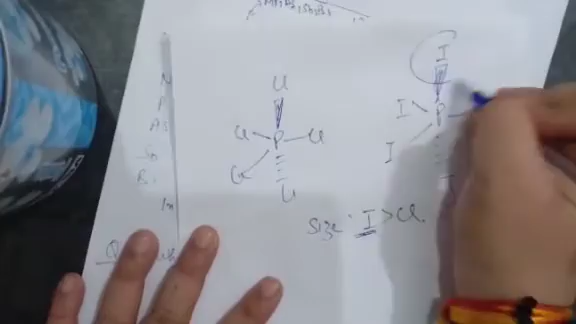 Cl
Cl P Cl
Cl
Cl
I
I P
I
Size : I > Cl.
N
P
As
Sb
Bi